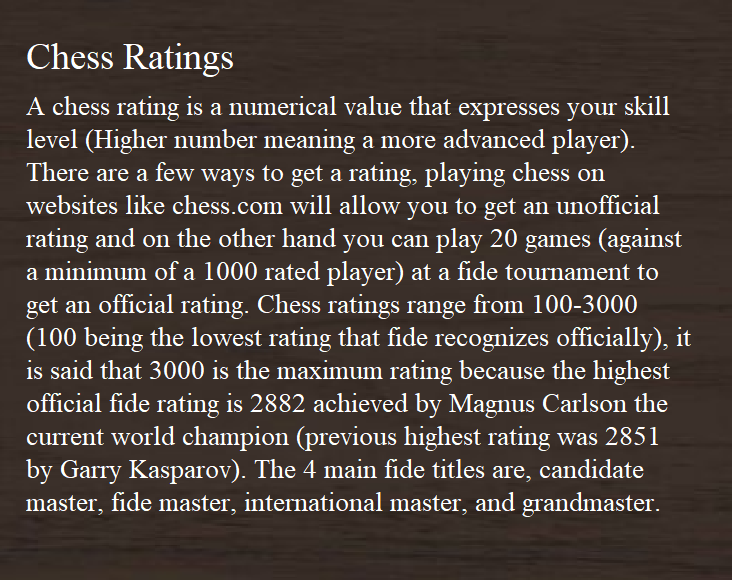 Chess Ratings
A chess rating is a numerical value that expresses your skill
level (Higher number meaning a more advanced player).
There are a few ways to get a rating, playing chess on
websites like chess.com will allow you to get an unofficial
rating and on the other hand you can play 20 games (against
a minimum of a 1000 rated player) at a fide tournament to
get an official rating. Chess ratings range from 100-3000
(100 being the lowest rating that fide recognizes officially), it
is said that 3000 is the maximum rating because the highest
official fide rating is 2882 achieved by Magnus Carlson the
current world champion (previous highest rating was 2851
by Garry Kasparov). The 4 main fide titles are, candidate
master, fide master, international master, and grandmaster.